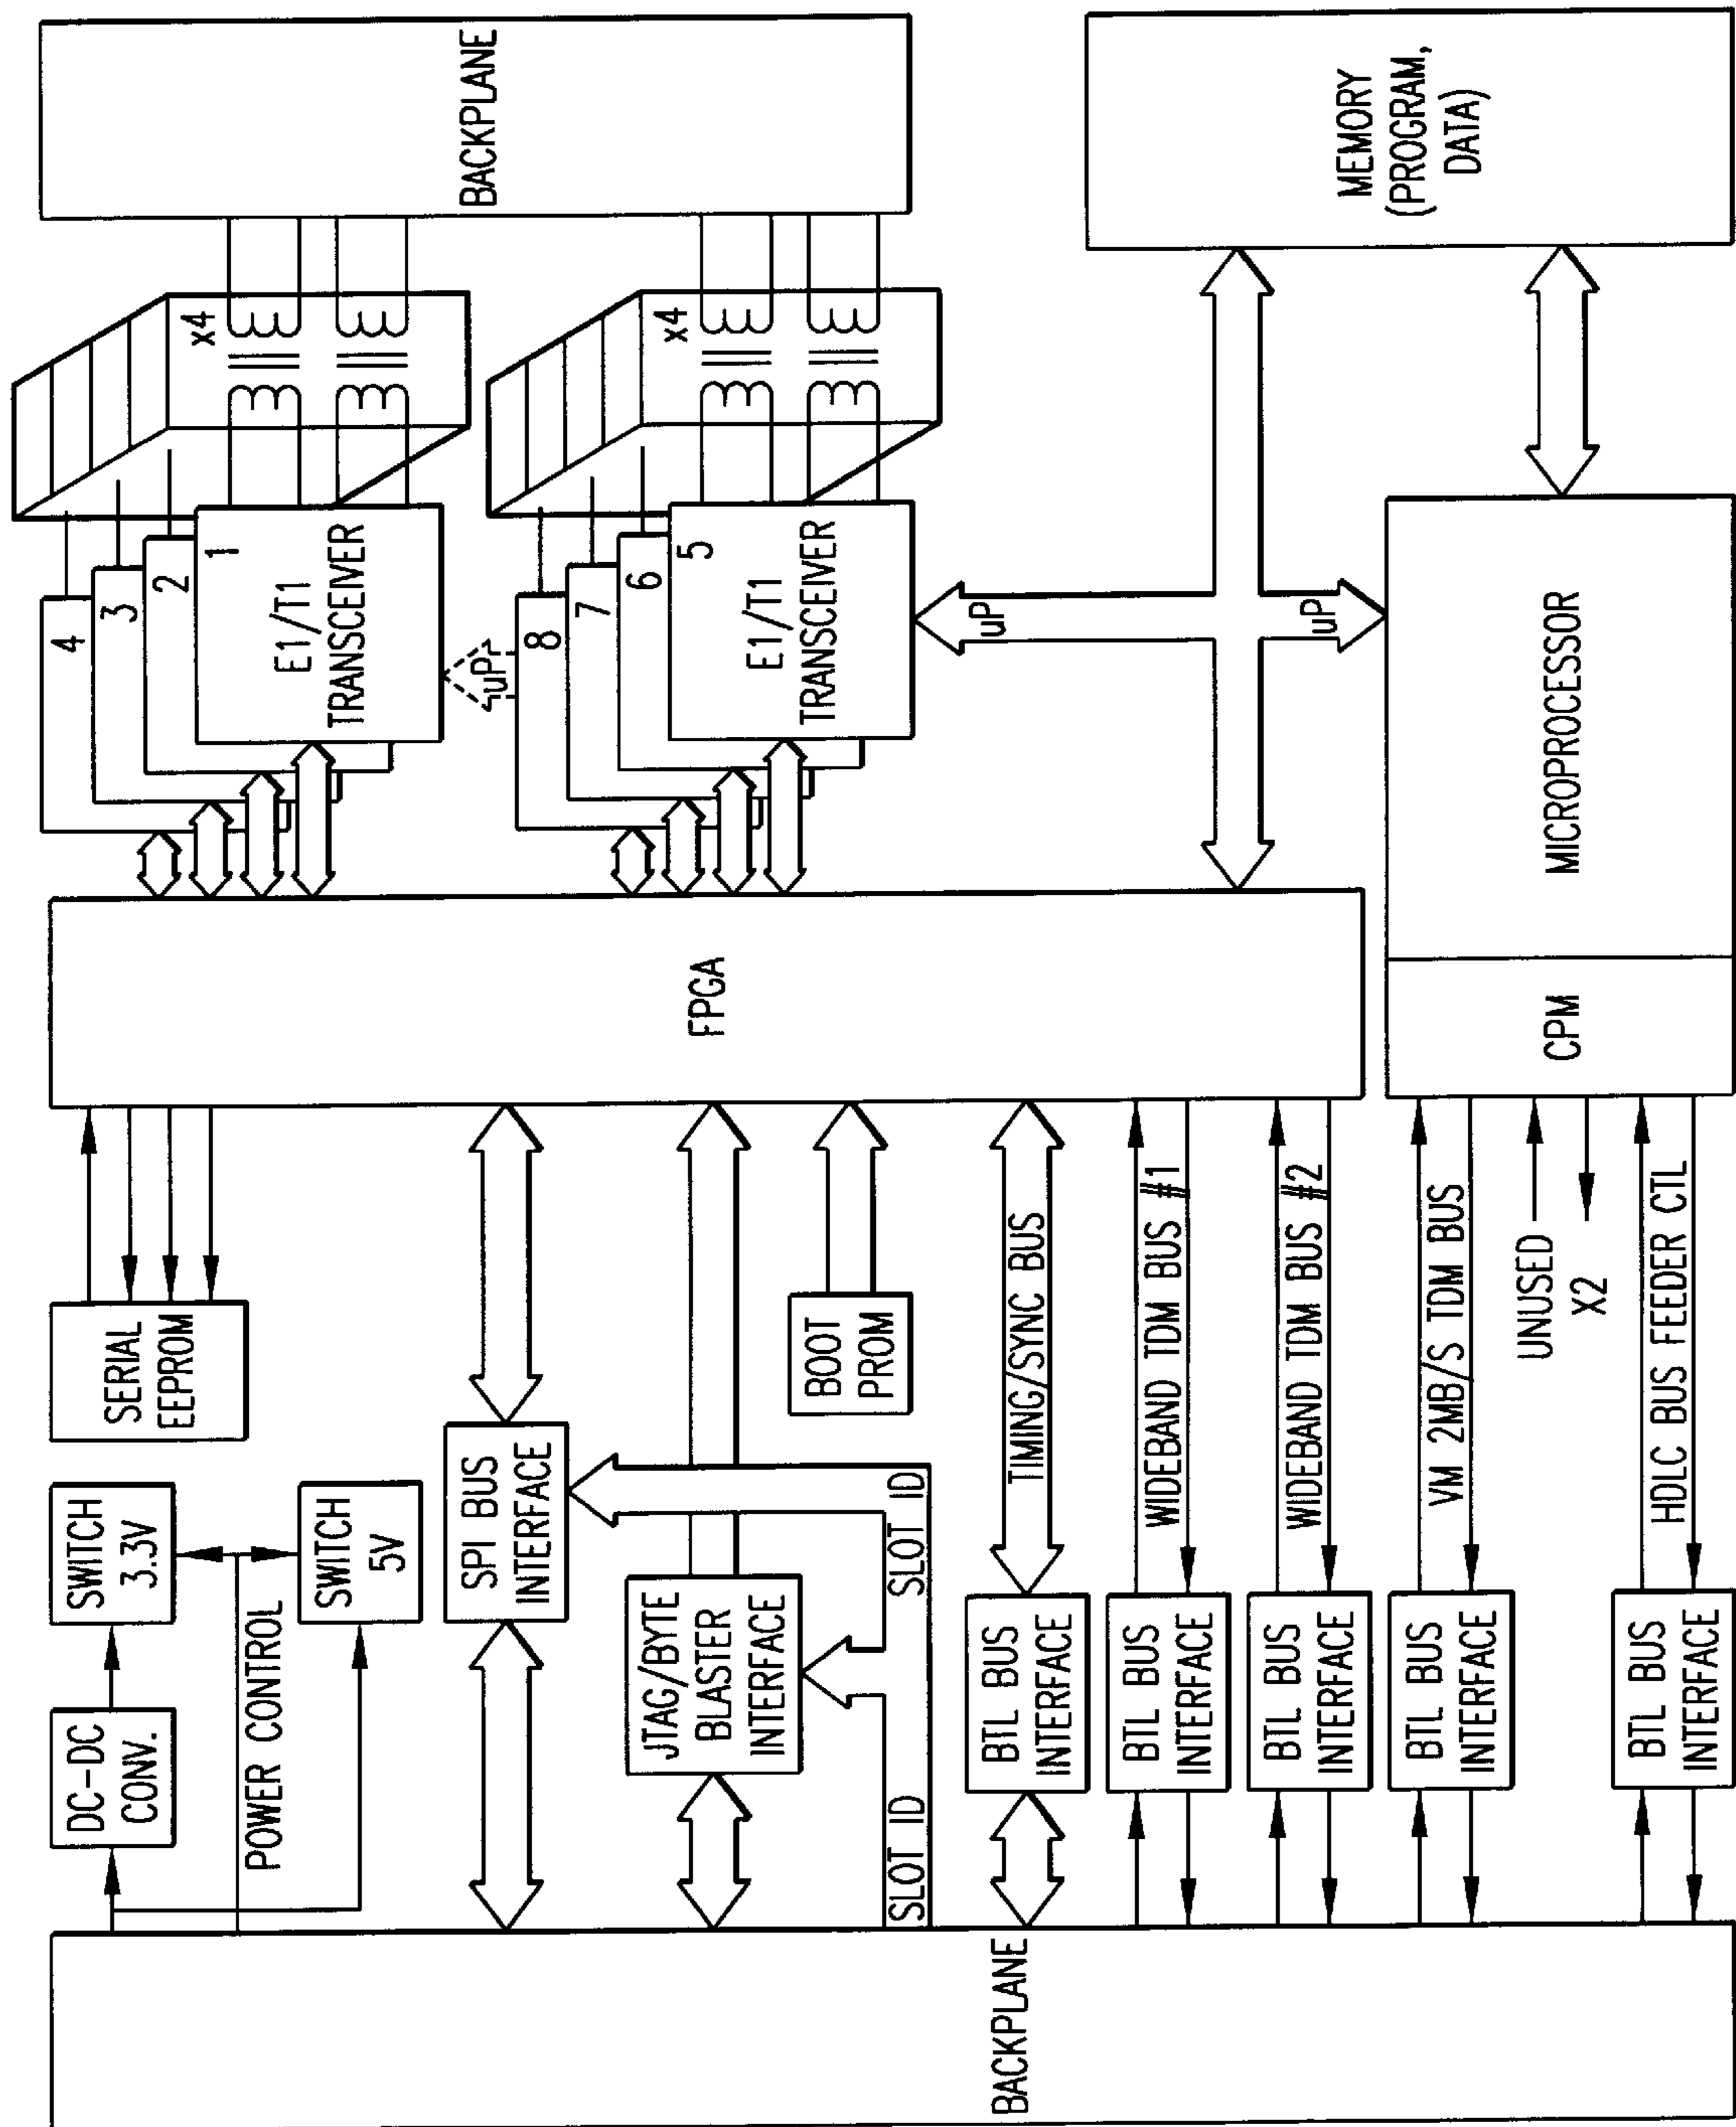 BACKPLANE
DC-DC
CONV.
SWITCH
3.3V
POWER CONTROL
SWITCH
5V
SERIAL
EEPROM
SPI BUS
INTERFACE
JTAG/BYTE
BLASTER
INTERFACE
SLOT ID
SLOT ID
BOOT
PROM
BTL BUS
INTERFACE
TIMING/SYNC BUS
BTL BUS
INTERFACE
WIDEBAND TDM BUS #1
BTL BUS
INTERFACE
WIDEBAND TDM BUS #2
BTL BUS
INTERFACE
VM 2MB/S TDM BUS
UNUSED
X2
BTL BUS
INTERFACE
HDLC BUS FEEDER CTL
FPGA
CPM
MICROPROCESSOR
4
3
2
1
E1/T1
TRANSCEIVER
x4
uP
8
7
6
5
E1/T1
TRANSCEIVER
x4
uP
uP
BACKPLANE
MEMORY
(PROGRAM,
DATA)